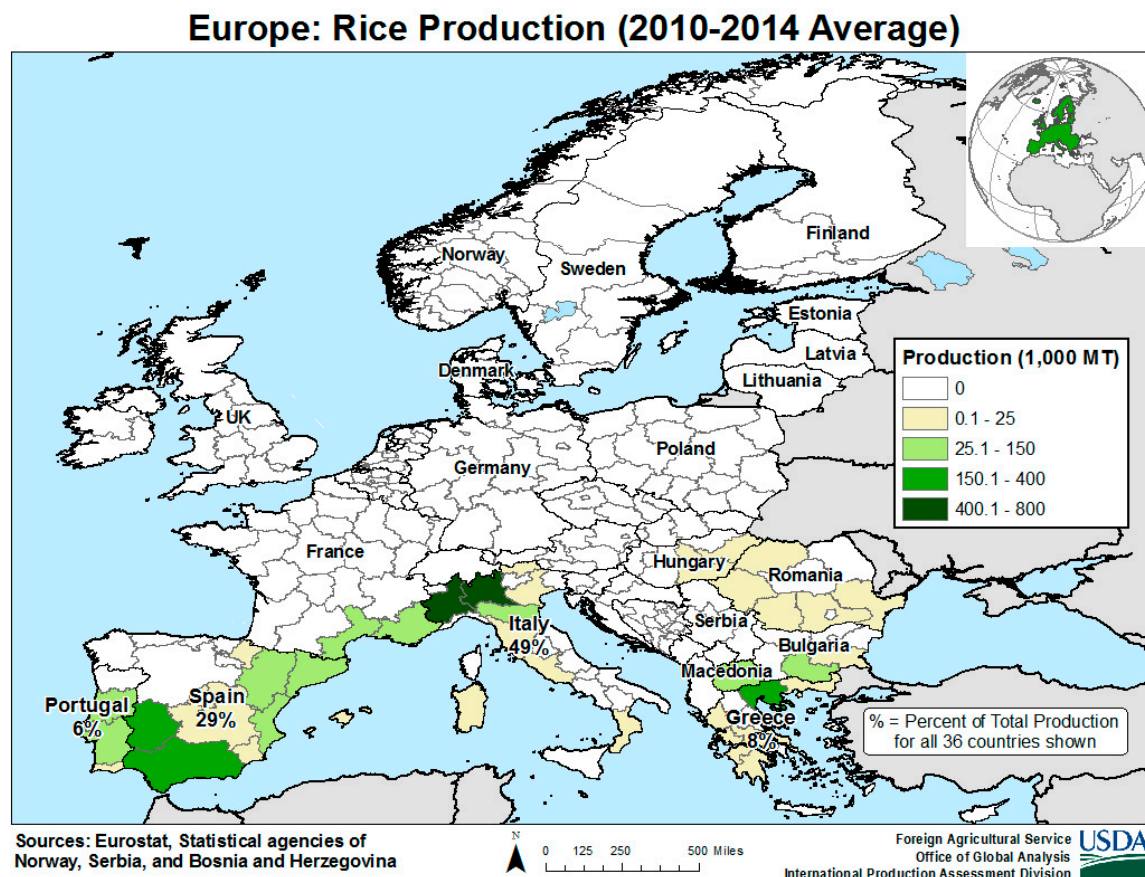 Europe: Rice Production (2010-2014 Average)
Norway
Sweden
Finland
Estonia
Latvia
Lithuania
Denmark
UK
Production (1,000 MT)
0
0.1 - 25
25.1 - 150
150.1 - 400
400.1 - 800
Poland
Germany
France
Hungary
Romania
Serbia
Italy
49%
Bulgaria
Macedonia
Portugal
6%
Spain
29%
Greece
8%
% = Percent of Total Production
for all 36 countries shown
Sources: Eurostat, Statistical agencies of
Norway, Serbia, and Bosnia and Herzegovina
N
0 125 250 500 Miles
Foreign Agricultural Service
Office of Global Analysis
International Production Assessment Division
USDA